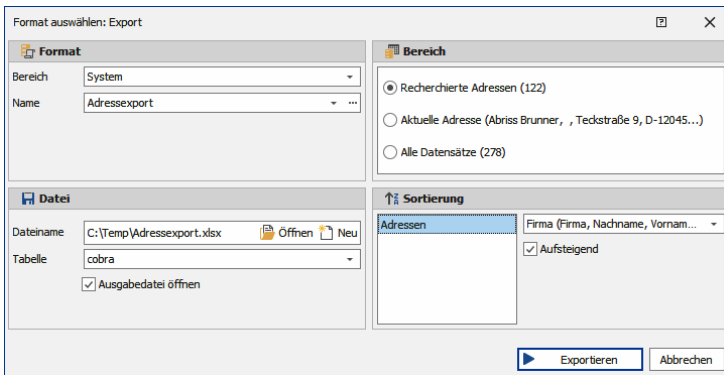 Format auswählen: Export
Format
Bereich System
Name Adressexport ...
Bereich
Recherchierte Adressen (122)
Aktuelle Adresse (Abriss Brunner, , Teckstraße 9, D-12045...)
Alle Datensätze (278)
Datei
Dateiname C:\Temp\Adressexport.xlsx Öffnen Neu
Tabelle cobra
Ausgabedatei öffnen
Sortierung
Adressen Firma (Firma, Nachname, Vornam...
Aufsteigend
Exportieren Abbrechen